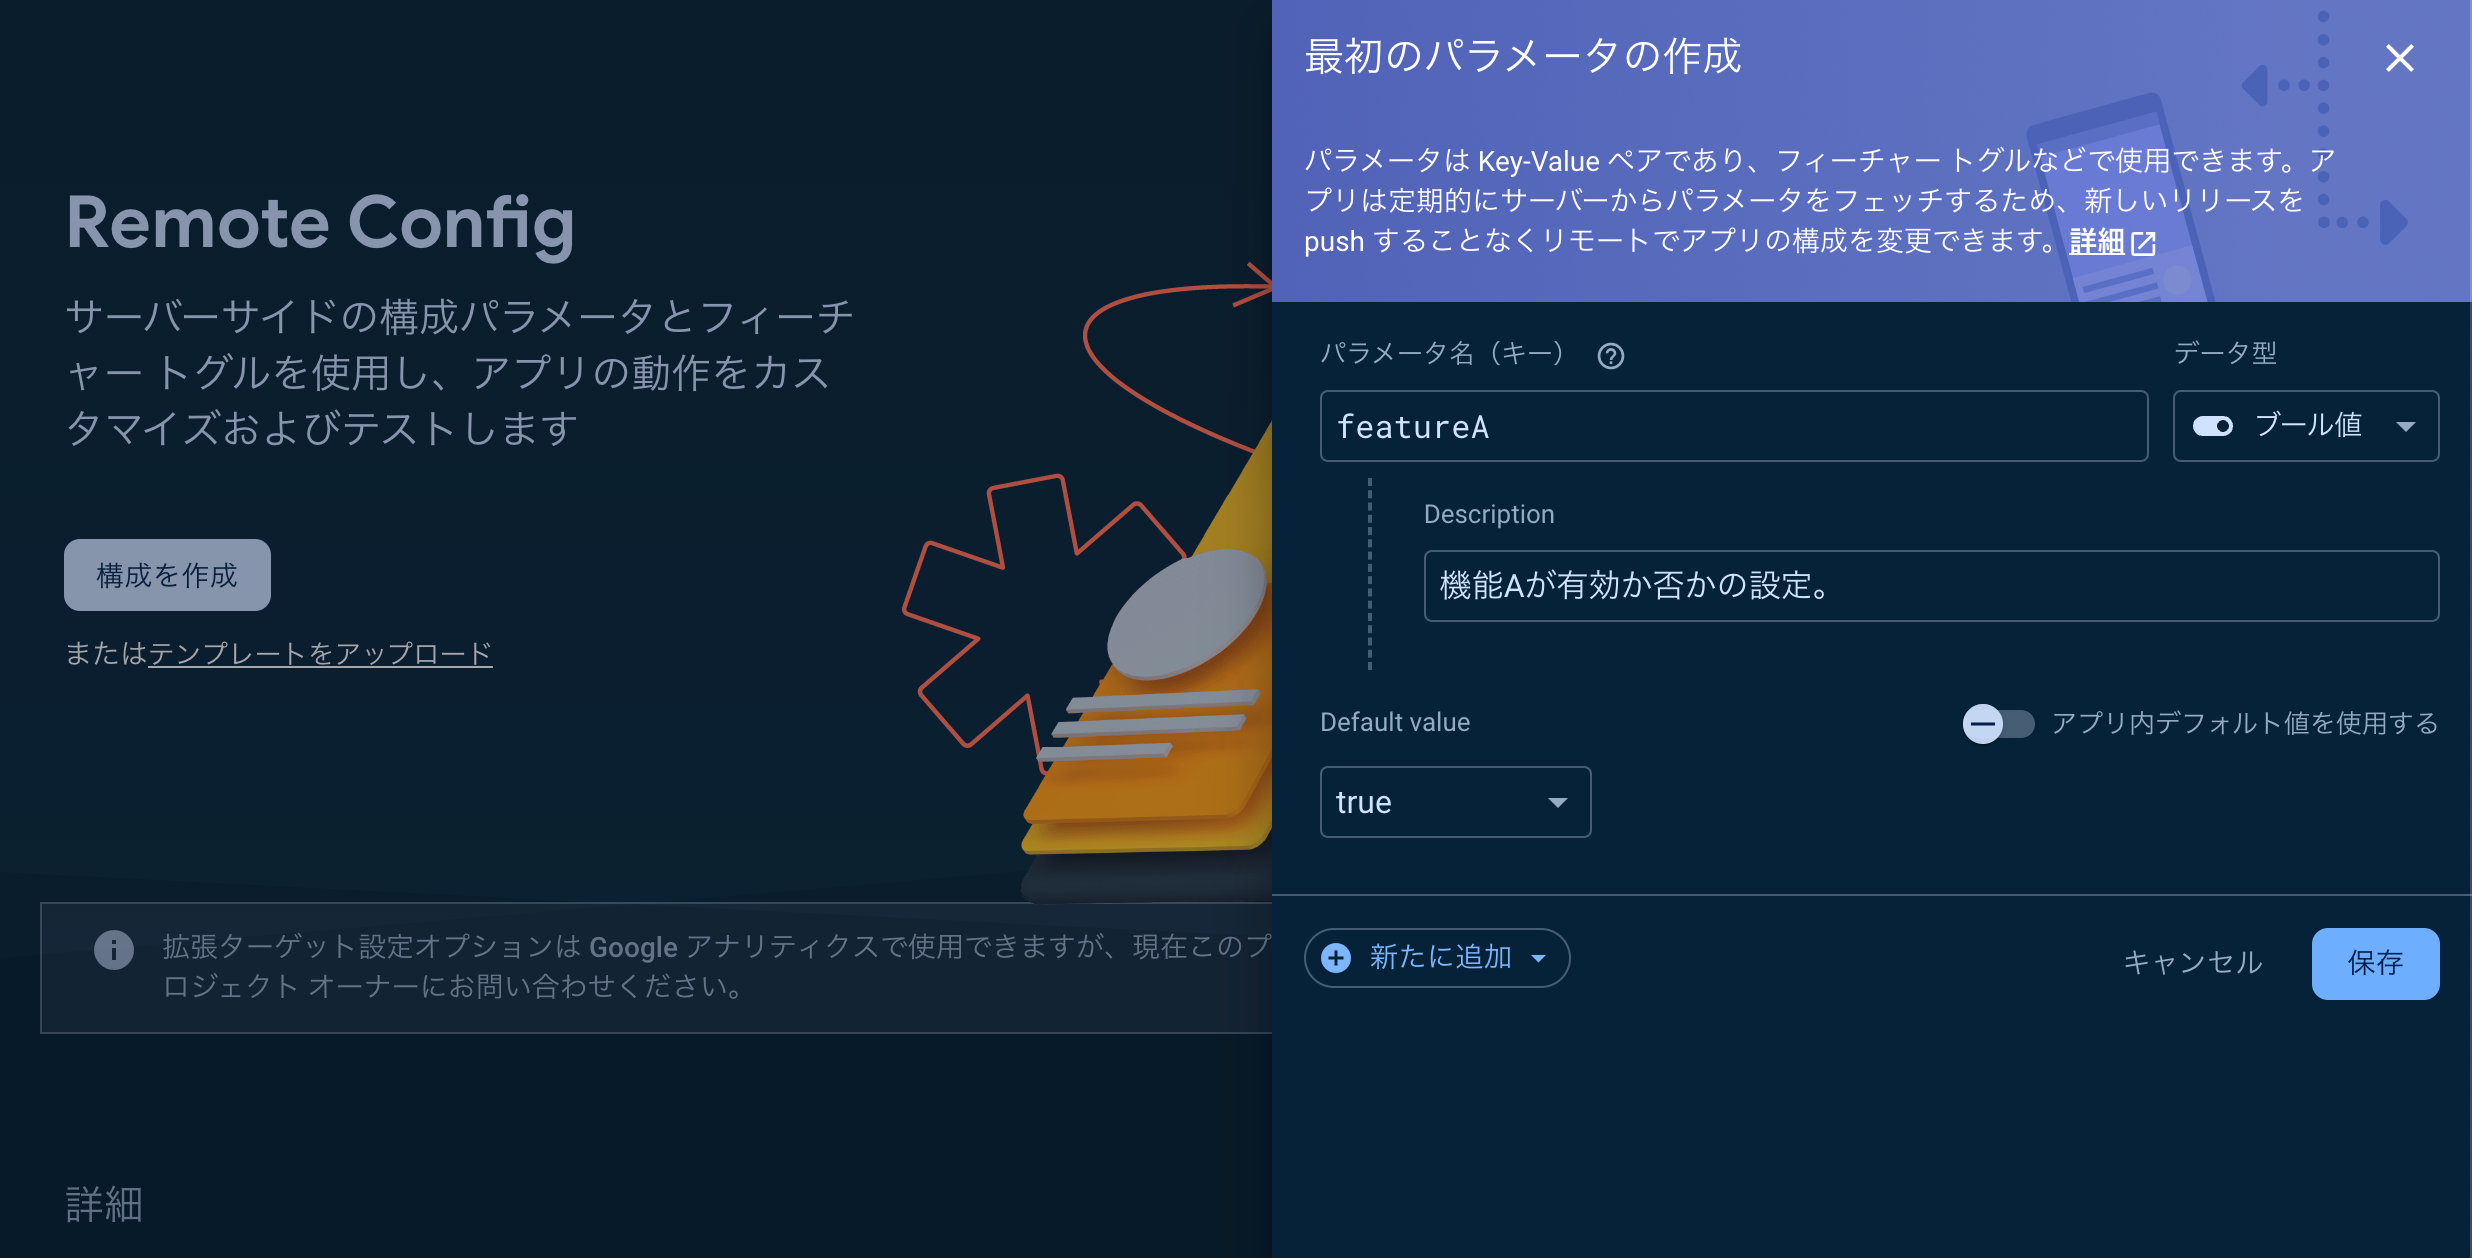 Remote Config
サーバーサイドの構成パラメータとフィーチ
ャー トグルを使用し、アプリの動作をカス
タマイズおよびテストします
構成を作成
またはテンプレートをアップロード
拡張ターゲット設定オプションは Google アナリティクスで使用できますが、現在このプ
ロジェクト オーナーにお問い合わせください。
詳細
最初のパラメータの作成
パラメータは Key-Value ペアであり、フィーチャー トグルなどで使用できます。ア
プリは定期的にサーバーからパラメータをフェッチするため、新しいリリースを
push することなくリモートでアプリの構成を変更できます。詳細
パラメータ名（キー）
データ型
featureA
ブール値
Description
機能Aが有効か否かの設定。
Default value
アプリ内デフォルト値を使用する
true
新たに追加
キャンセル
保存